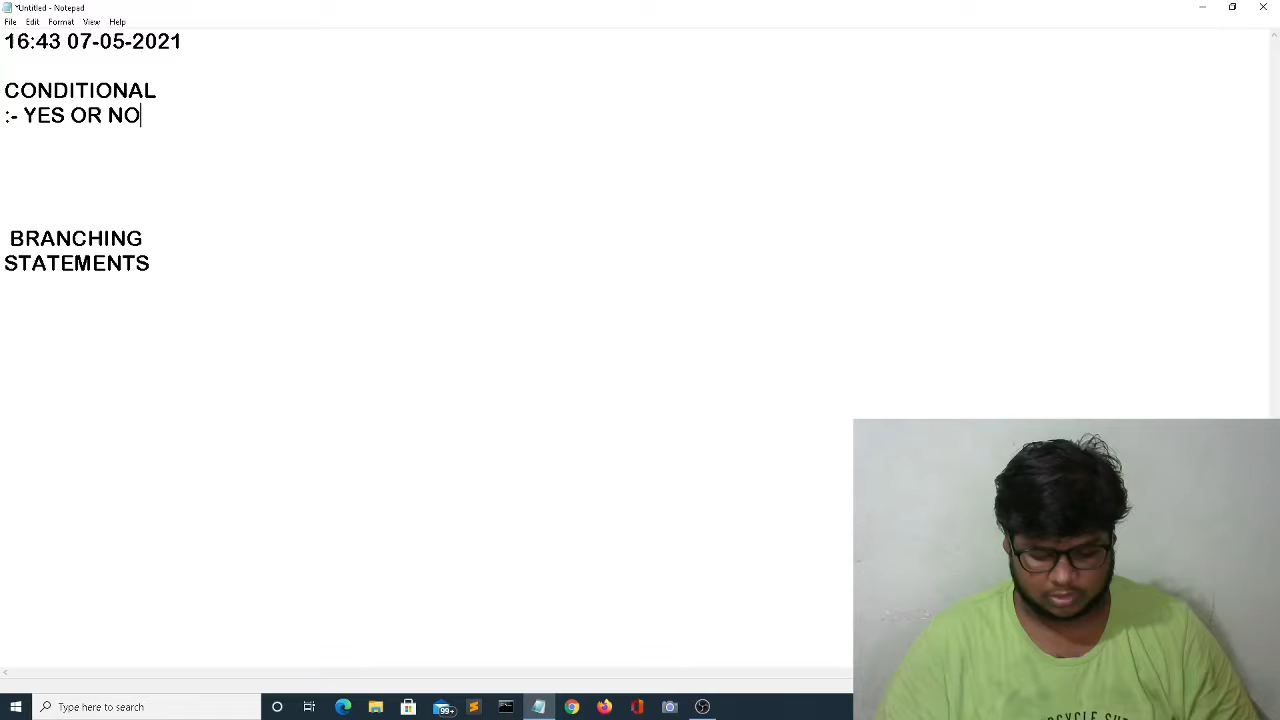 *Untitled - Notepad
File Edit Format View Help
16:43 07-05-2021
CONDITIONAL
:- YES OR NO
BRANCHING
STATEMENTS
Type here to search
99+